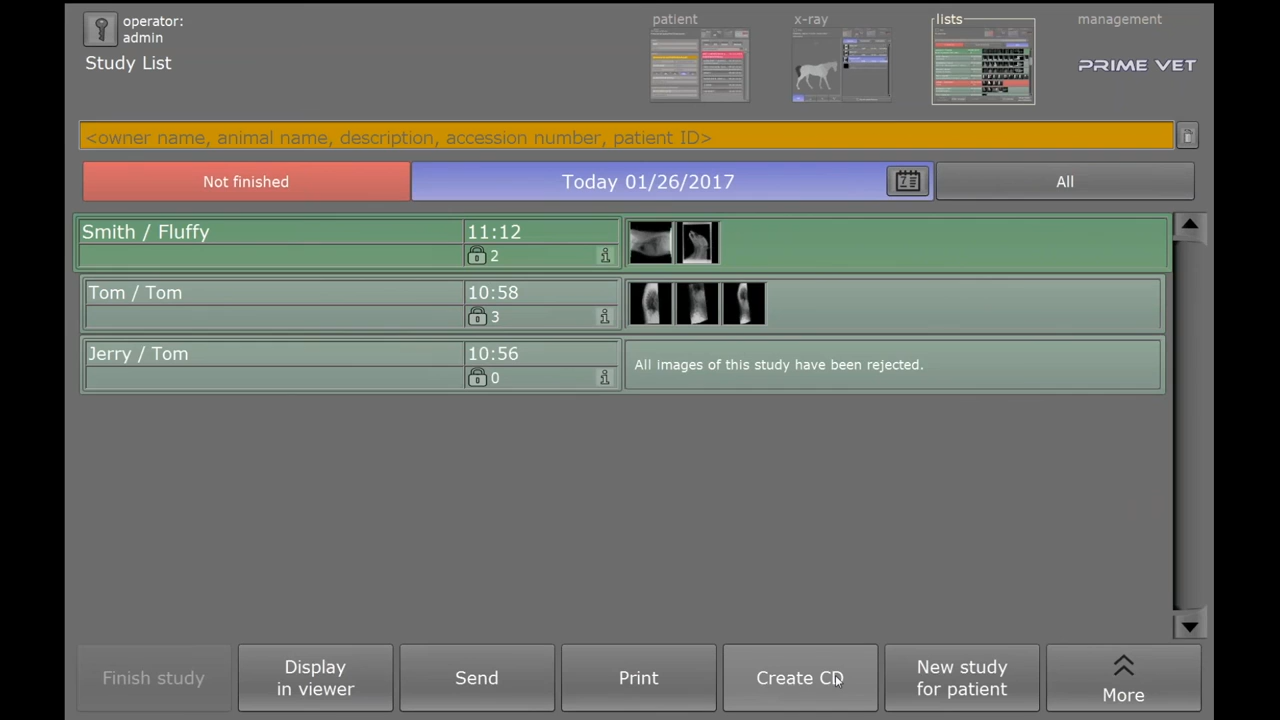 operator:
admin
Study List
patient
x-ray
lists
management
PRIME VET
<owner name, animal name, description, accession number, patient ID>
Not finished
Today 01/26/2017
7
All
Smith / Fluffy
11:12
2
i
Tom / Tom
10:58
3
i
Jerry / Tom
10:56
0
i
All images of this study have been rejected.
Finish study
Display
in viewer
Send
Print
Create CD
New study
for patient
More